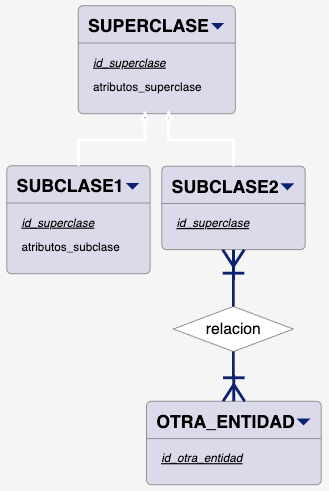 SUPERCLASE
id_superclase
atributos_superclase
SUBCLASE1
id_superclase
atributos_subclase
SUBCLASE2
id_superclase
relacion
OTRA_ENTIDAD
id_otra_entidad